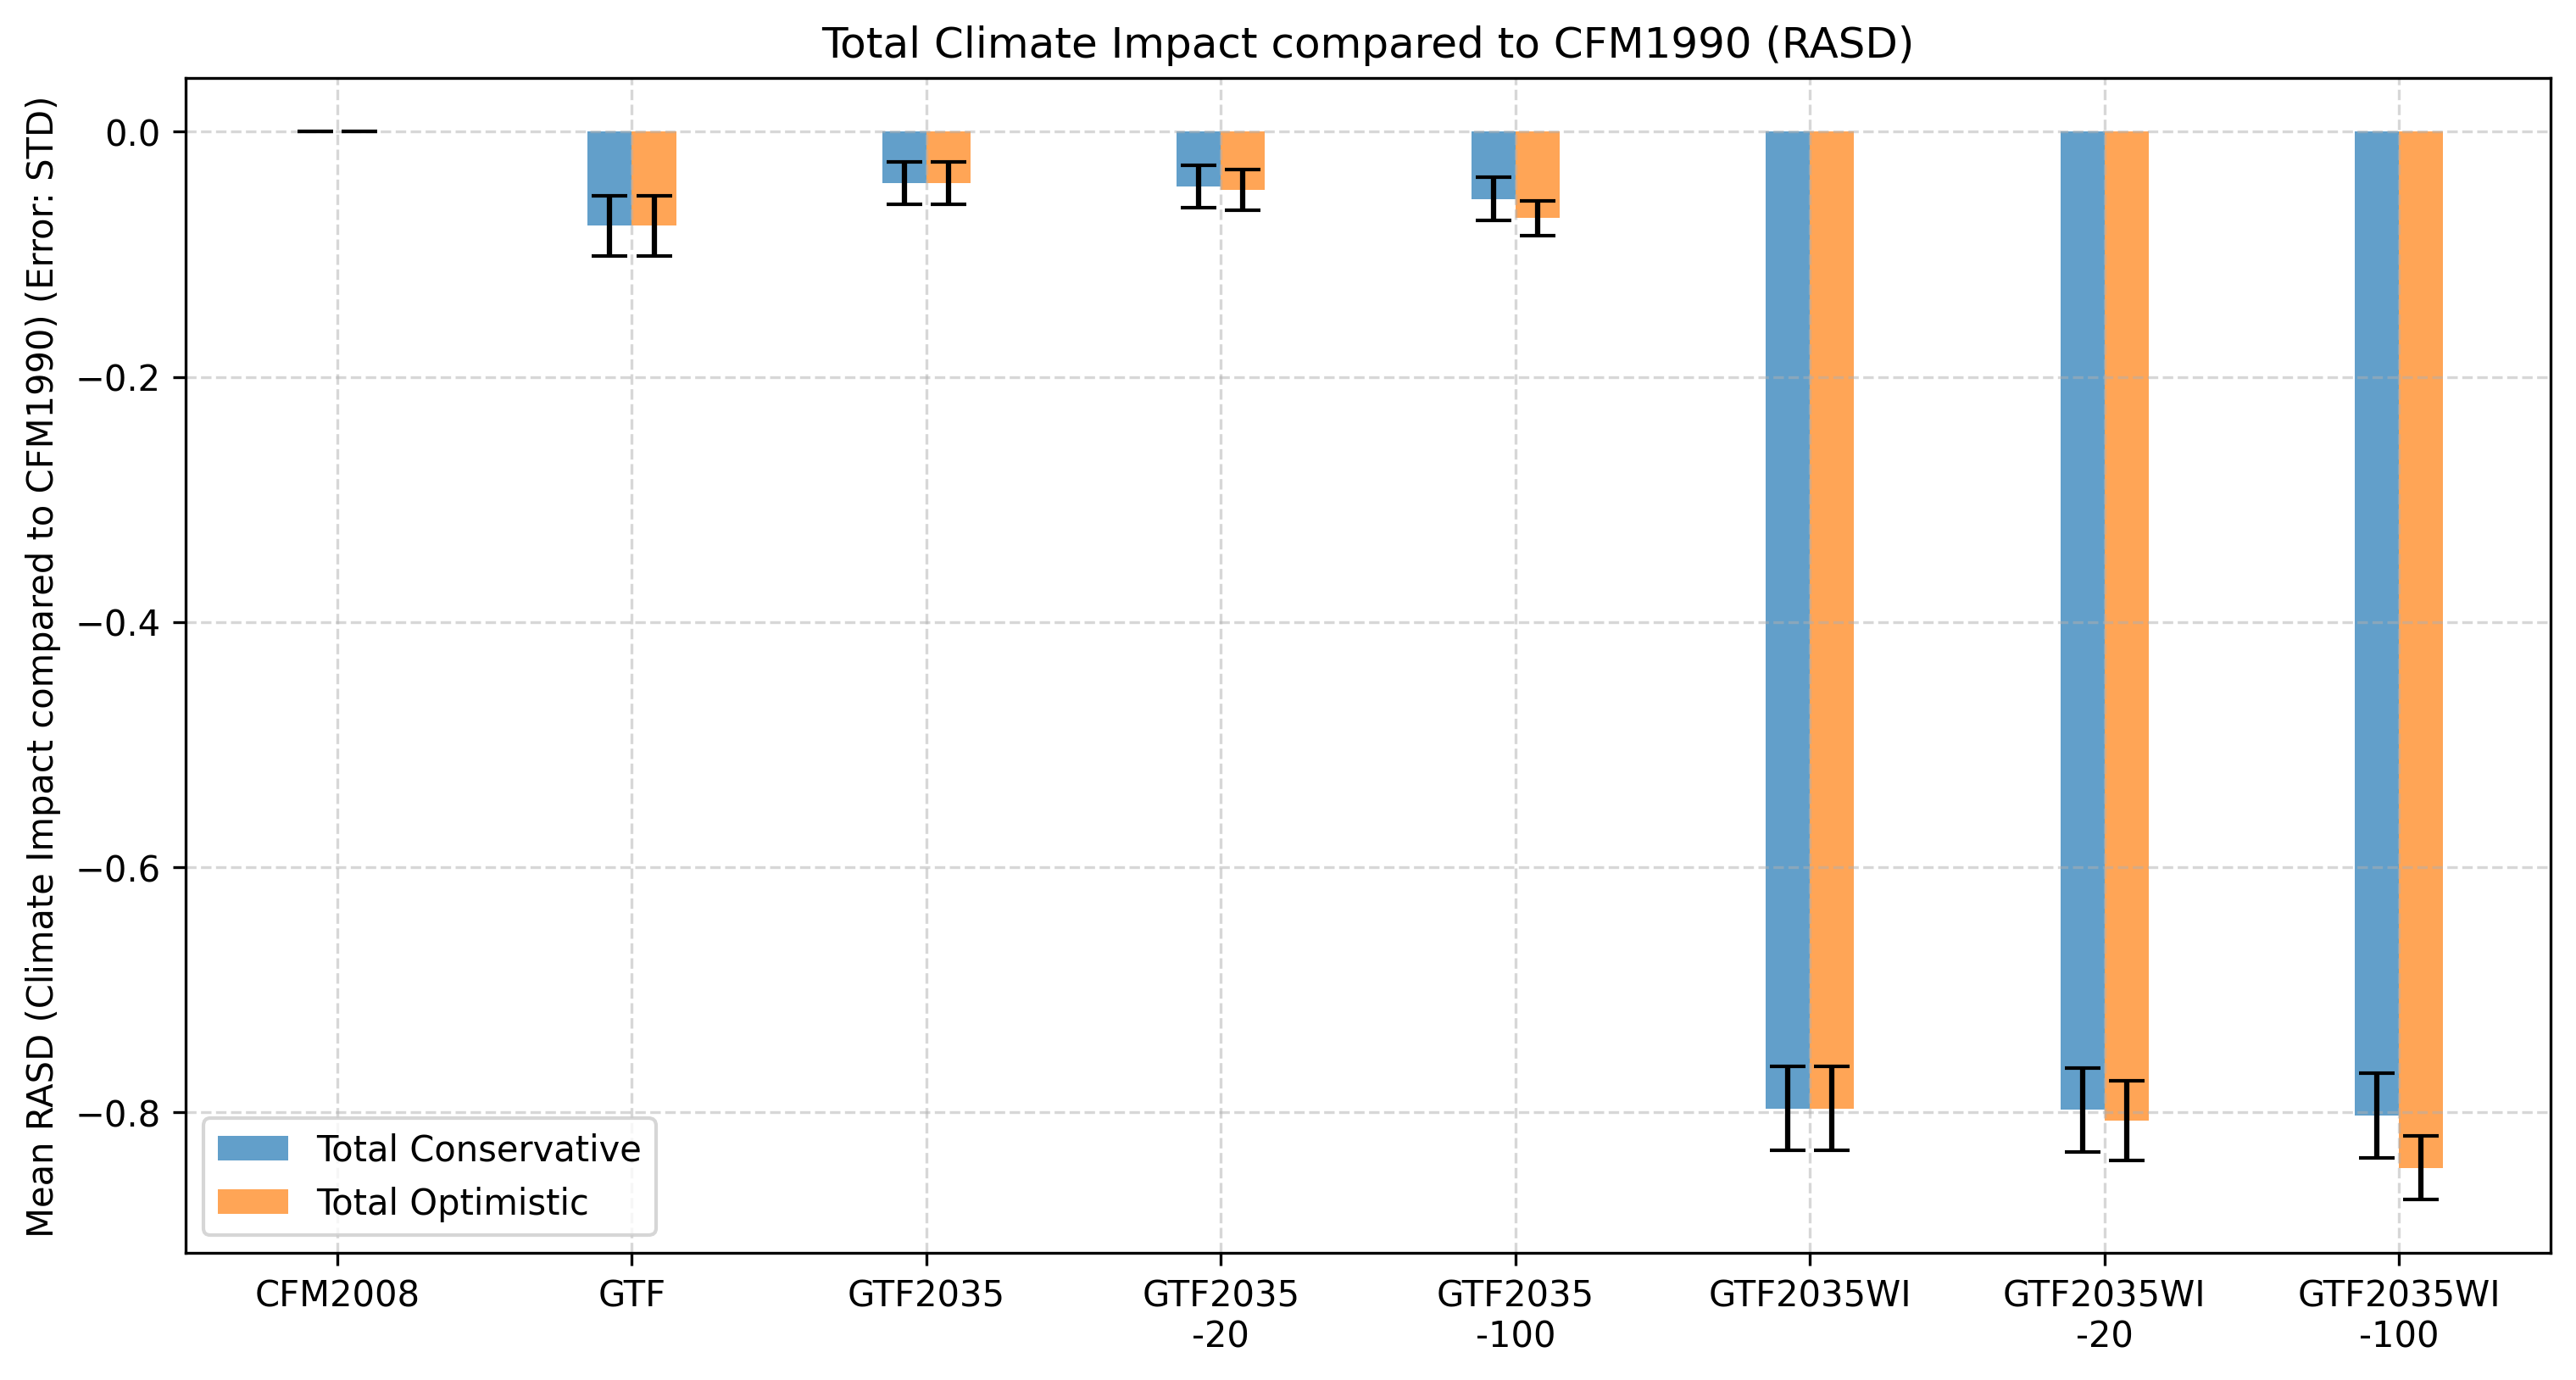 Total Climate Impact compared to CFM1990 (RASD)
Mean RASD (Climate Impact compared to CFM1990) (Error: STD)
0.0
−0.2
−0.4
−0.6
−0.8
Total Conservative
Total Optimistic
CFM2008
GTF
GTF2035
GTF2035
-20
GTF2035
-100
GTF2035WI
GTF2035WI
-20
GTF2035WI
-100